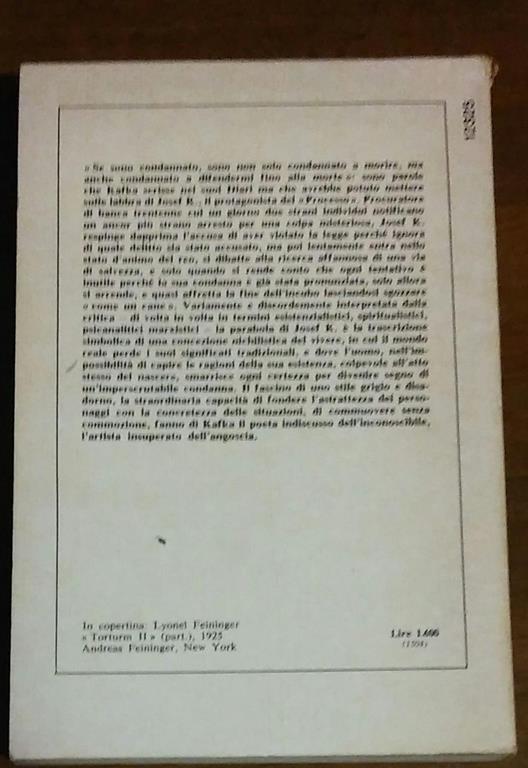 12326
« Se sono condannato, sono non solo condannato a morire, ma
anche condannato a difendermi fino alla morte »: sono parole
che Kafka scrisse nei suoi Diari ma che avrebbe potuto mettere
sulle labbra di Josef K., il protagonista del « Processo ». Procuratore
di banca trentenne cui un giorno due strani individui notificano
un ancor più strano arresto per una colpa misteriosa, Josef K.
respinge dapprima l'accusa di aver violato la legge perché ignora
di quale delitto sia stato accusato, ma poi lentamente entra nello
stato d'animo del reo, si dibatte alla ricerca affannosa di una via
di salvezza, e solo quando si rende conto che ogni tentativo è
inutile perché la sua condanna è già stata pronunziata, solo allora
si arrende, e quasi affretta la fine dell'incubo lasciandosi sgozzare
« come un cane ». Variamente e discordemente interpretata dalla
critica – di volta in volta in termini esistenzialistici, spiritualistici,
psicanalitici marxistici – la parabola di Josef K. è la trascrizione
simbolica di una concezione nichilistica del vivere, in cui il mondo
reale perde i suoi significati tradizionali, e dove l'uomo, nell'im-
possibilità di capire le ragioni della sua esistenza, colpevole all'atto
stesso del nascere, smarrisce ogni certezza per divenire segno di
un'imperscrutabile condanna. Il fascino di uno stile grigio e disa-
dorno, la straordinaria capacità di fondere l'astrattezza dei perso-
naggi con la concretezza delle situazioni, di commuovere senza
commozione, fanno di Kafka il poeta indiscusso dell'inconoscibile,
l'artista insuperato dell'angoscia.
In copertina: Lyonel Feininger
« Torturm II » (part.), 1925
Andreas Feininger, New York
Lire 1.600